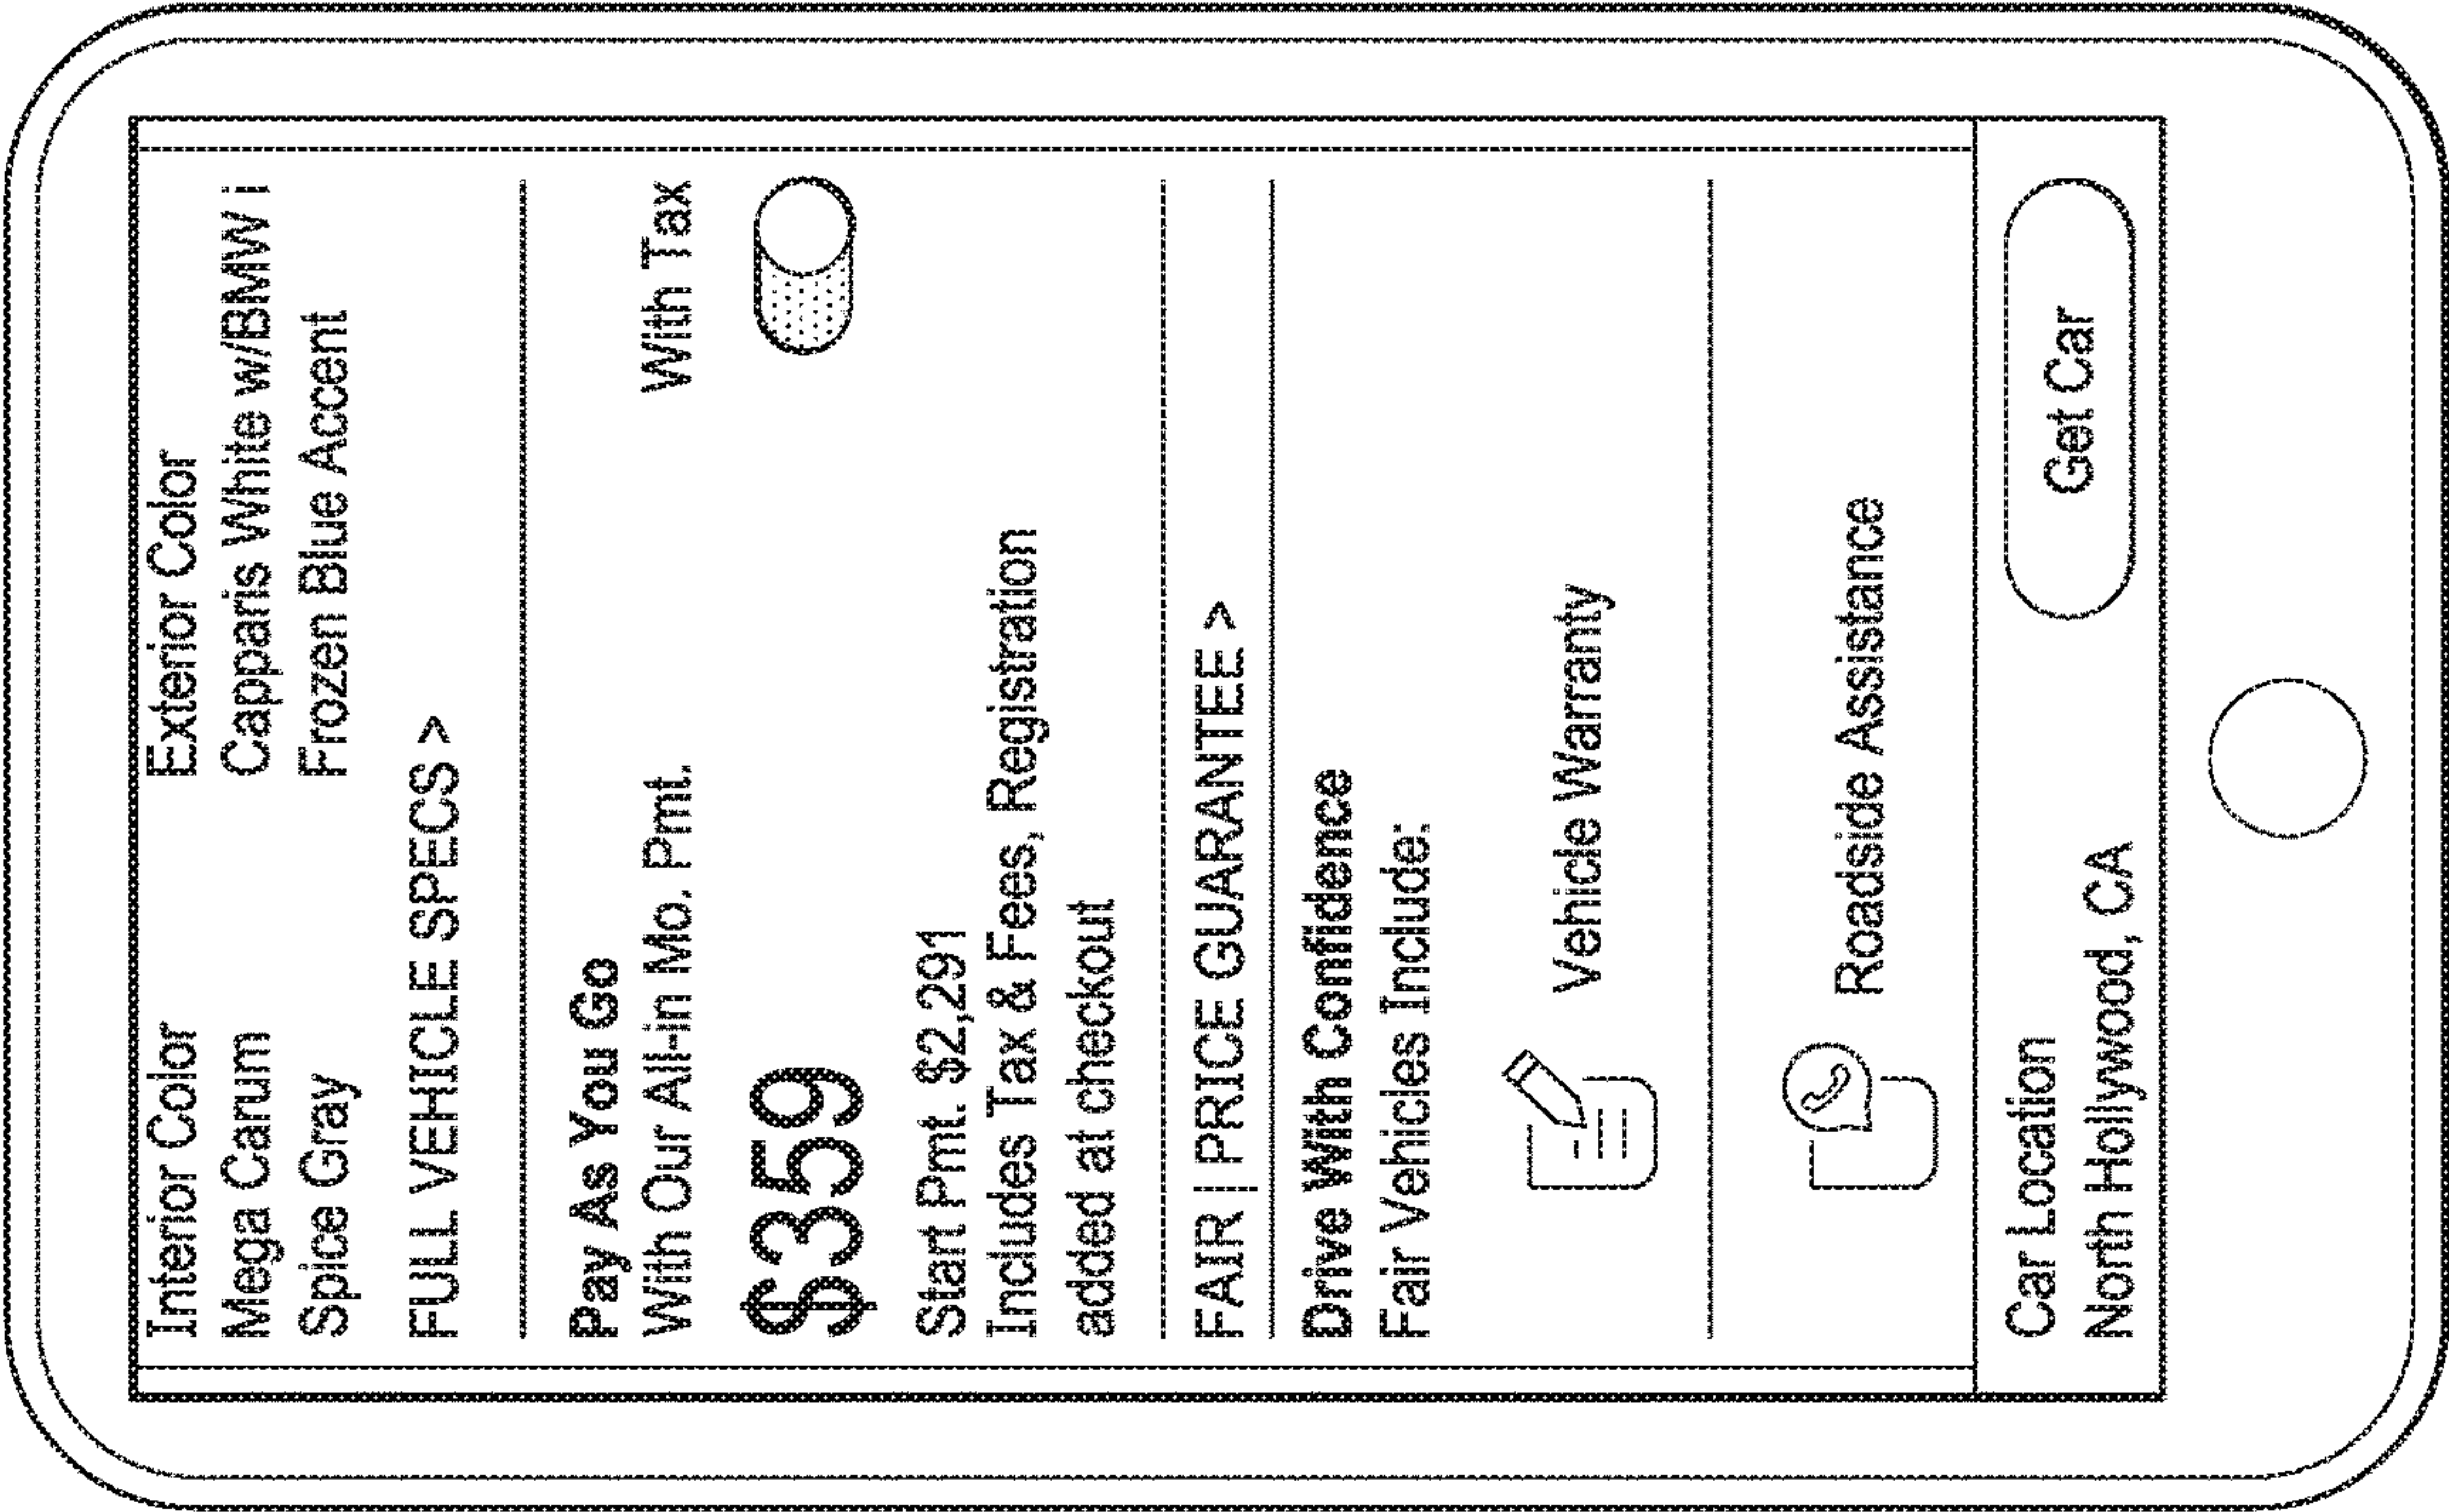 Interior Color
Mega Carum
Spice Gray
Exterior Color
Capparis White w/BMW i
Frozen Blue Accent
FULL VEHICLE SPECS >
Pay As You Go
With Our All-in Mo. Pmt.
With Tax
$359
Start Pmt. $2,291
Includes Tax & Fees, Registration
added at checkout
FAIR | PRICE GUARANTEE >
Drive With Confidence
Fair Vehicles Include:
Vehicle Warranty
Roadside Assistance
Car Location
North Hollywood, CA
Get Car